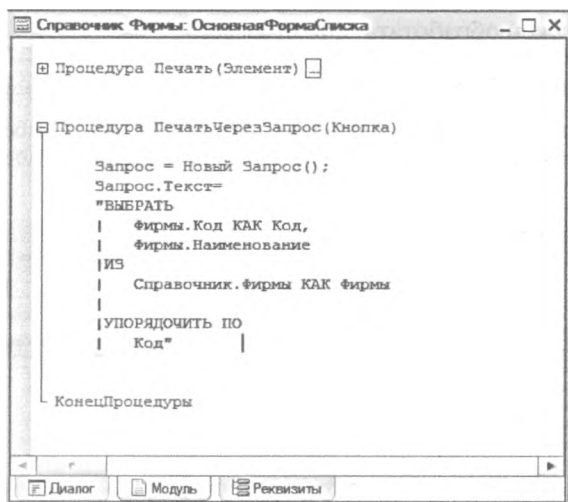 Справочник Фирмы: ОсновнаяФормаСписка
Процедура Печать(Элемент) ...
Процедура ПечатьЧерезЗапрос(Кнопка)
Запрос = Новый Запрос();
Запрос.Текст=
"ВЫБРАТЬ
|    Фирмы.Код КАК Код,
|    Фирмы.Наименование
|ИЗ
|    Справочник.Фирмы КАК Фирмы
|
|УПОРЯДОЧИТЬ ПО
|    Код"
КонецПроцедуры
Диалог Модуль Реквизиты